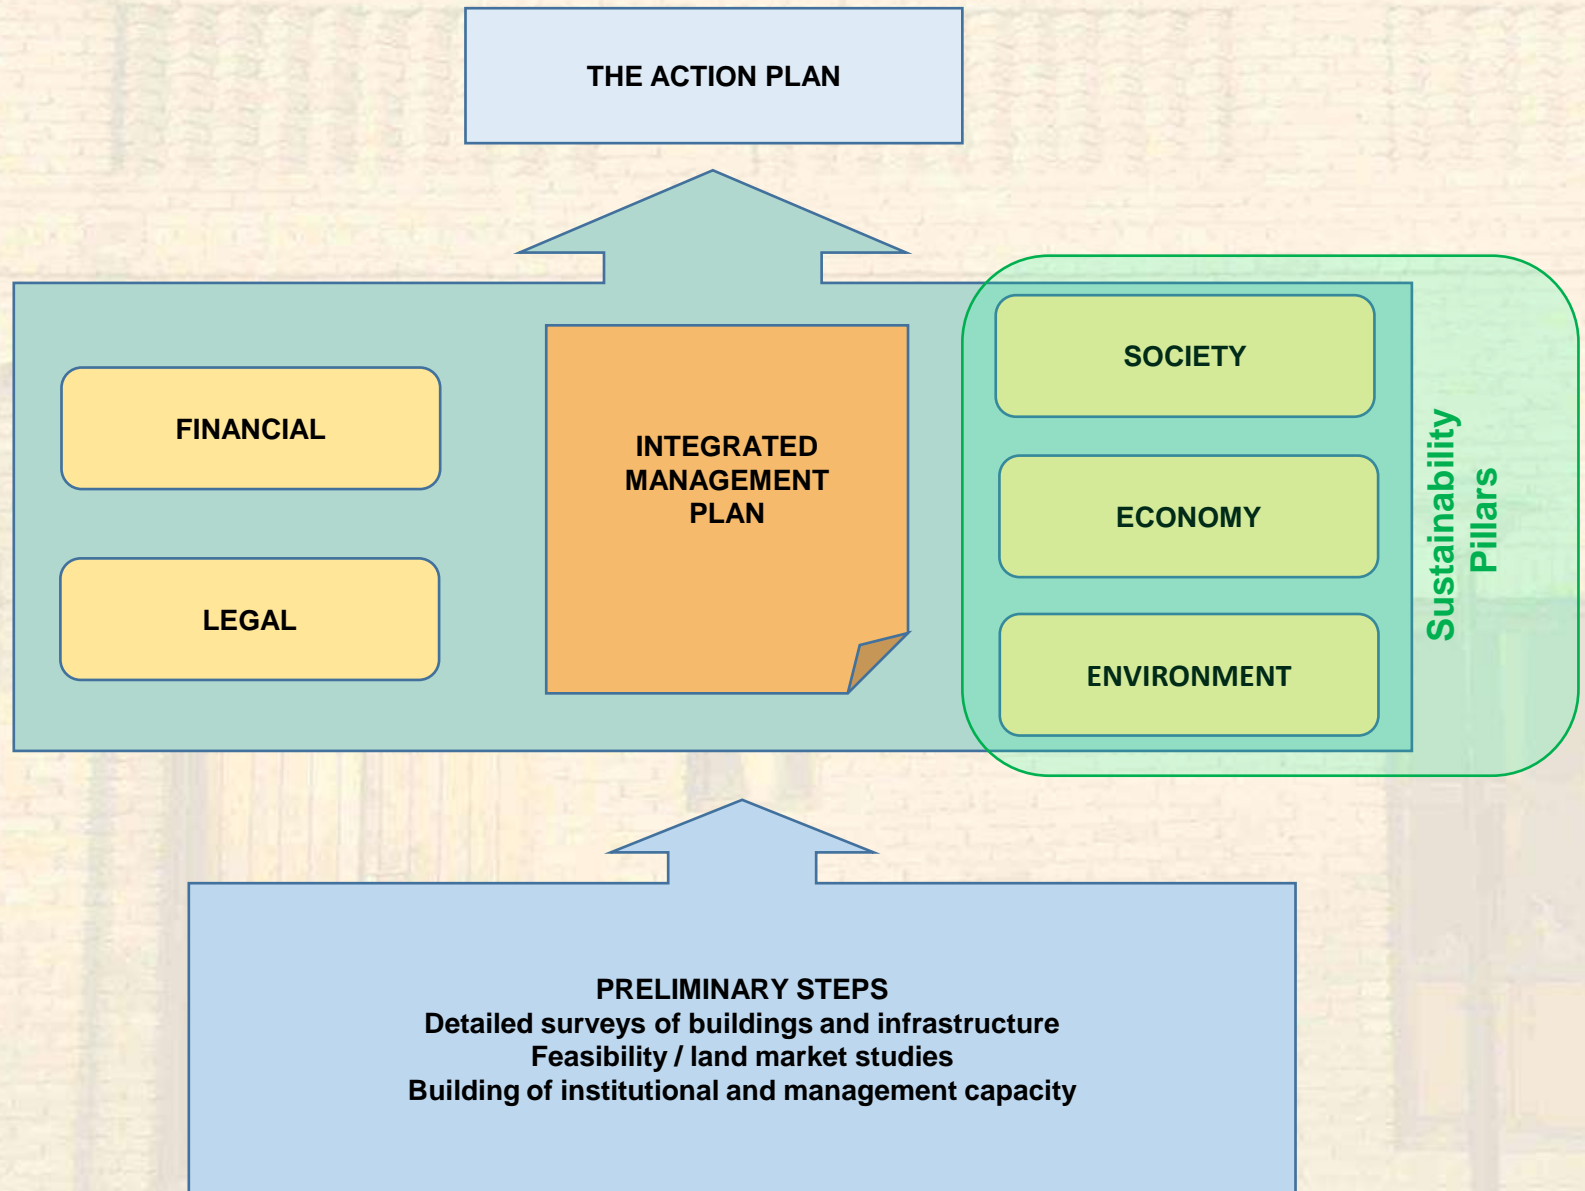 THE ACTION PLAN
FINANCIAL
LEGAL
INTEGRATED
MANAGEMENT
PLAN
SOCIETY
ECONOMY
ENVIRONMENT
Sustainability
Pillars
PRELIMINARY STEPS
Detailed surveys of buildings and infrastructure
Feasibility / land market studies
Building of institutional and management capacity